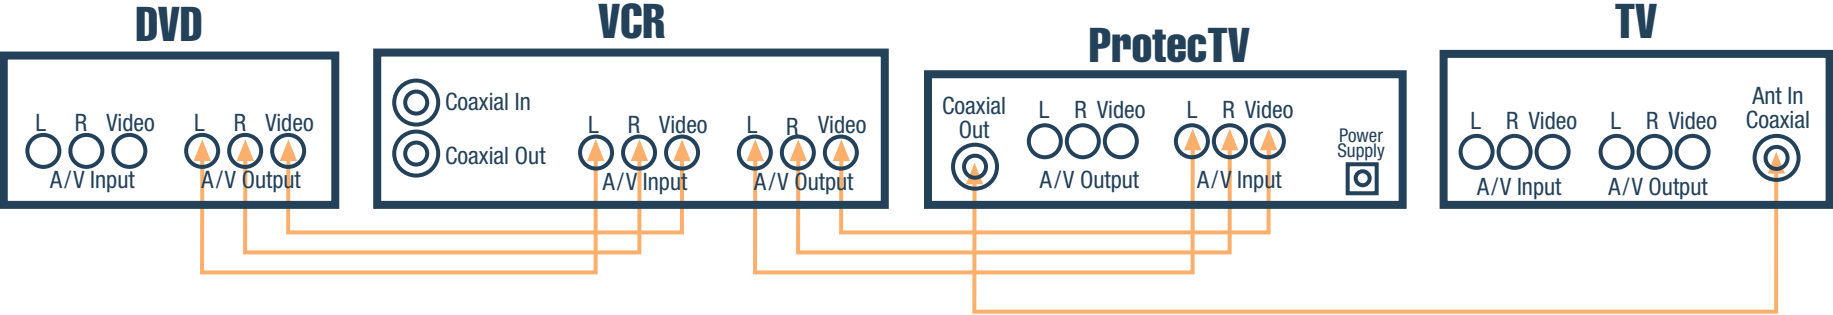 DVD
L R Video L R Video
A/V Input A/V Output
VCR
Coaxial In
Coaxial Out
L R Video L R Video
A/V Input A/V Output
ProtecTV
Coaxial
Out
L R Video L R Video
A/V Output A/V Input
Power
Supply
TV
L R Video L R Video
A/V Input A/V Output
Ant In
Coaxial